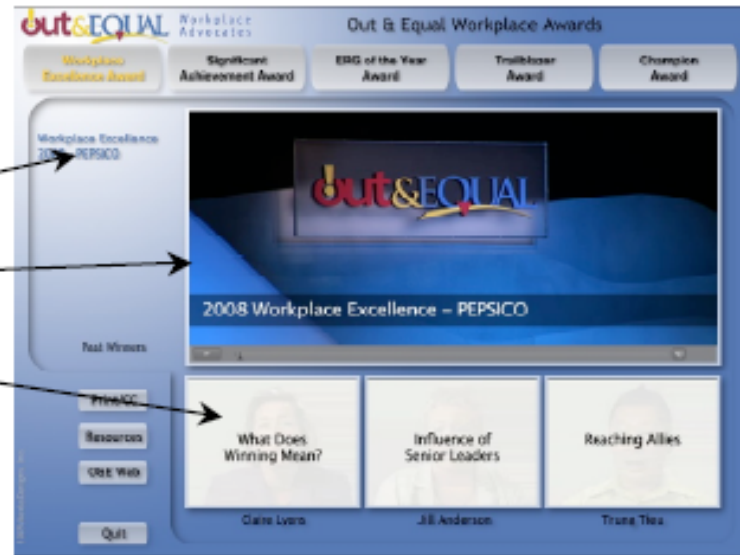 Out&EQUAL Workplace
Advocates
Out & Equal Workplace Awards
Workplace
Excellence Award
Significant
Achievement Award
ERG of the Year
Award
Trailblazer
Award
Champion
Award
Workplace Excellence
2008 - PEPSICO
Out&EQUAL
2008 Workplace Excellence – PEPSICO
Past Winners
Print/CC
Resources
O&E Web
Quit
What Does
Winning Mean?
Influence of
Senior Leaders
Reaching Allies
Claire Lyons
Jill Anderson
Trung Tieu